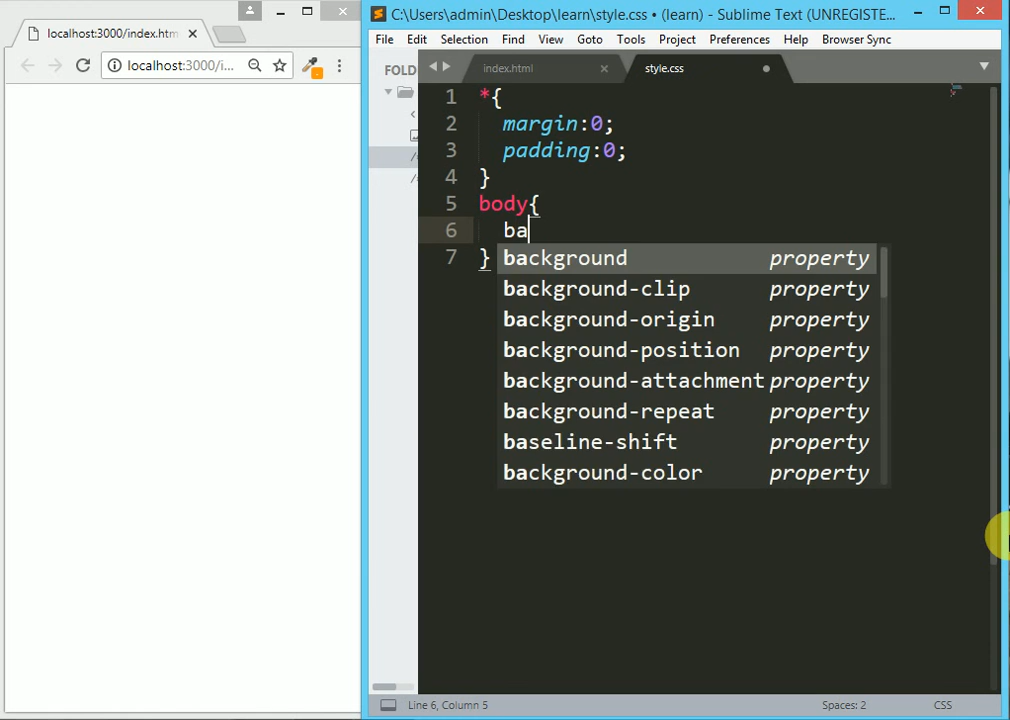 localhost:3000/index.htm
localhost:3000/i...
C:\Users\admin\Desktop\learn\style.css • (learn) - Sublime Text (UNREGISTE...
File Edit Selection Find View Goto Tools Project Preferences Help Browser Sync
FOLD
index.html
style.css
1 *{
2 margin:0;
3 padding:0;
4 }
5 body{
6 ba
7 }
background property
background-clip property
background-origin property
background-position property
background-attachment property
background-repeat property
baseline-shift property
background-color property
Line 6, Column 5
Spaces: 2
CSS